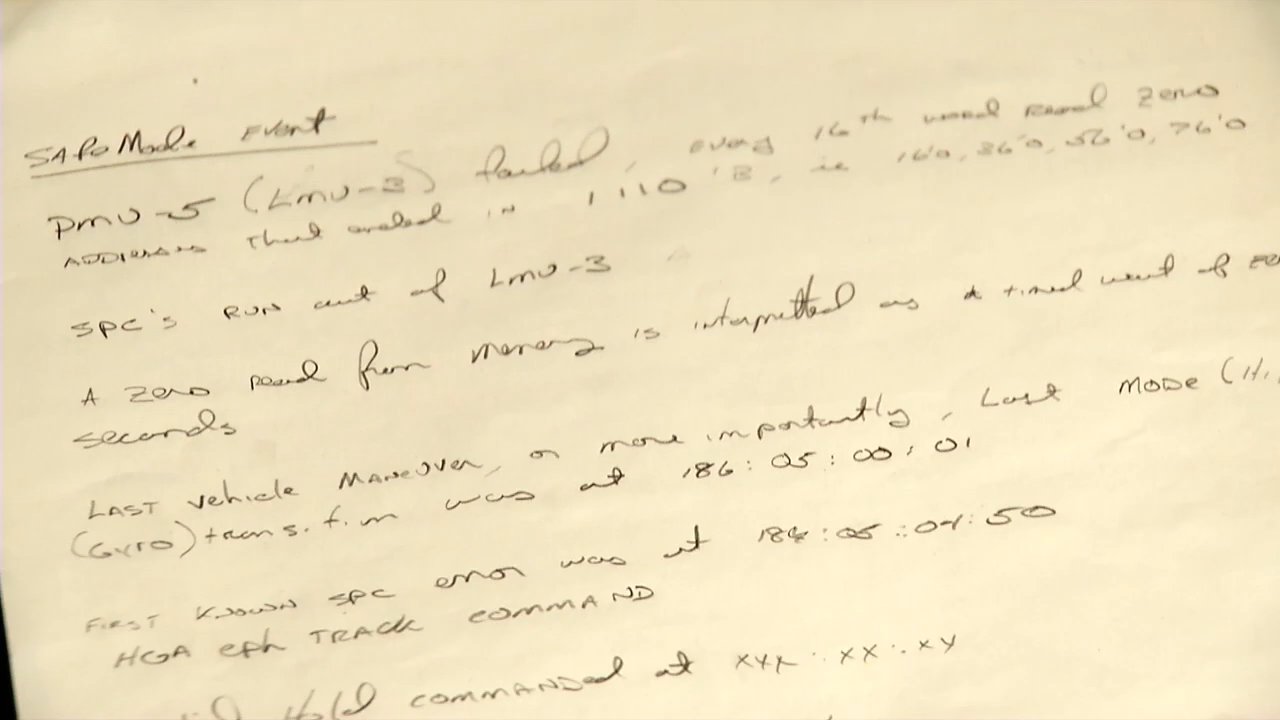 SAfe Mode Event
PMU-5 (LMU-3) failed, every 16th word read zero
ADDresses that ended in 1110 'B, ie 16'0, 36'0, 56'0, 76'0
SPC's RUN out of LMU-3
A zero read from memory is interpretted as a timed went of
seconds
LAST vehicle MANEUVER, or more importantly, Last MODE (Hi
(GYRO) transition was at 186:05:00:01
FIRST KNOWN SPC error was at 186:05:04:50
HGA eph TRACK COMMAND
Hold COMMANDed at xxx:xx:xy